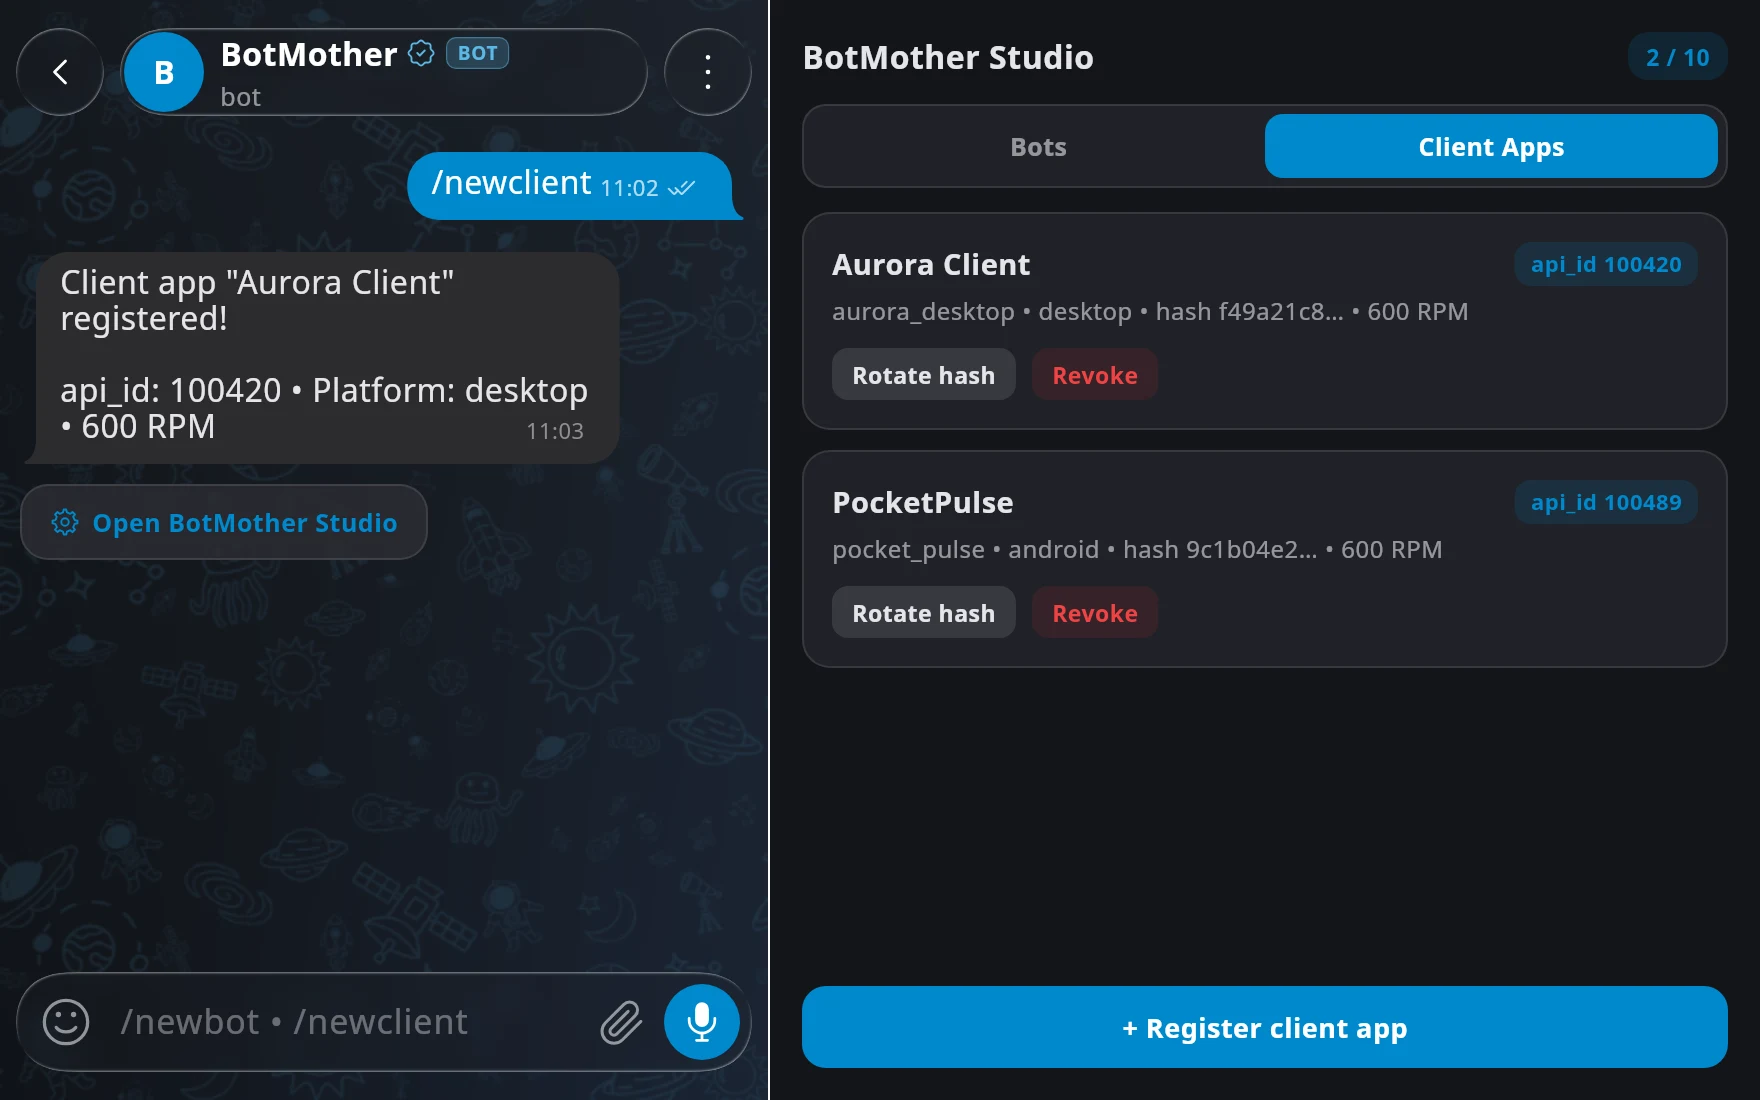 B
BotMother BOT
bot
/newclient 11:02
Client app "Aurora Client"
registered!
api_id: 100420 • Platform: desktop
• 600 RPM 11:03
Open BotMother Studio
/newbot • /newclient
BotMother Studio
2 / 10
Bots
Client Apps
Aurora Client
api_id 100420
aurora_desktop • desktop • hash f49a21c8… • 600 RPM
Rotate hash
Revoke
PocketPulse
api_id 100489
pocket_pulse • android • hash 9c1b04e2… • 600 RPM
Rotate hash
Revoke
+ Register client app